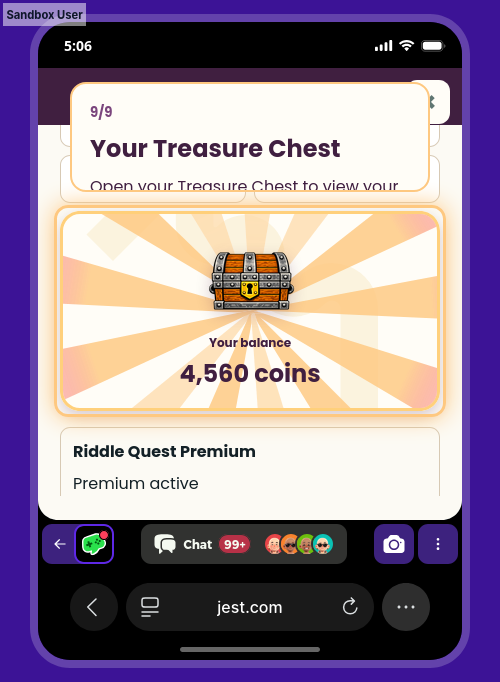 Sandbox User
5:06
9/9
Your Treasure Chest
Open your Treasure Chest to view your
Your balance
4,560 coins
Riddle Quest Premium
Premium active
Chat 99+
jest.com